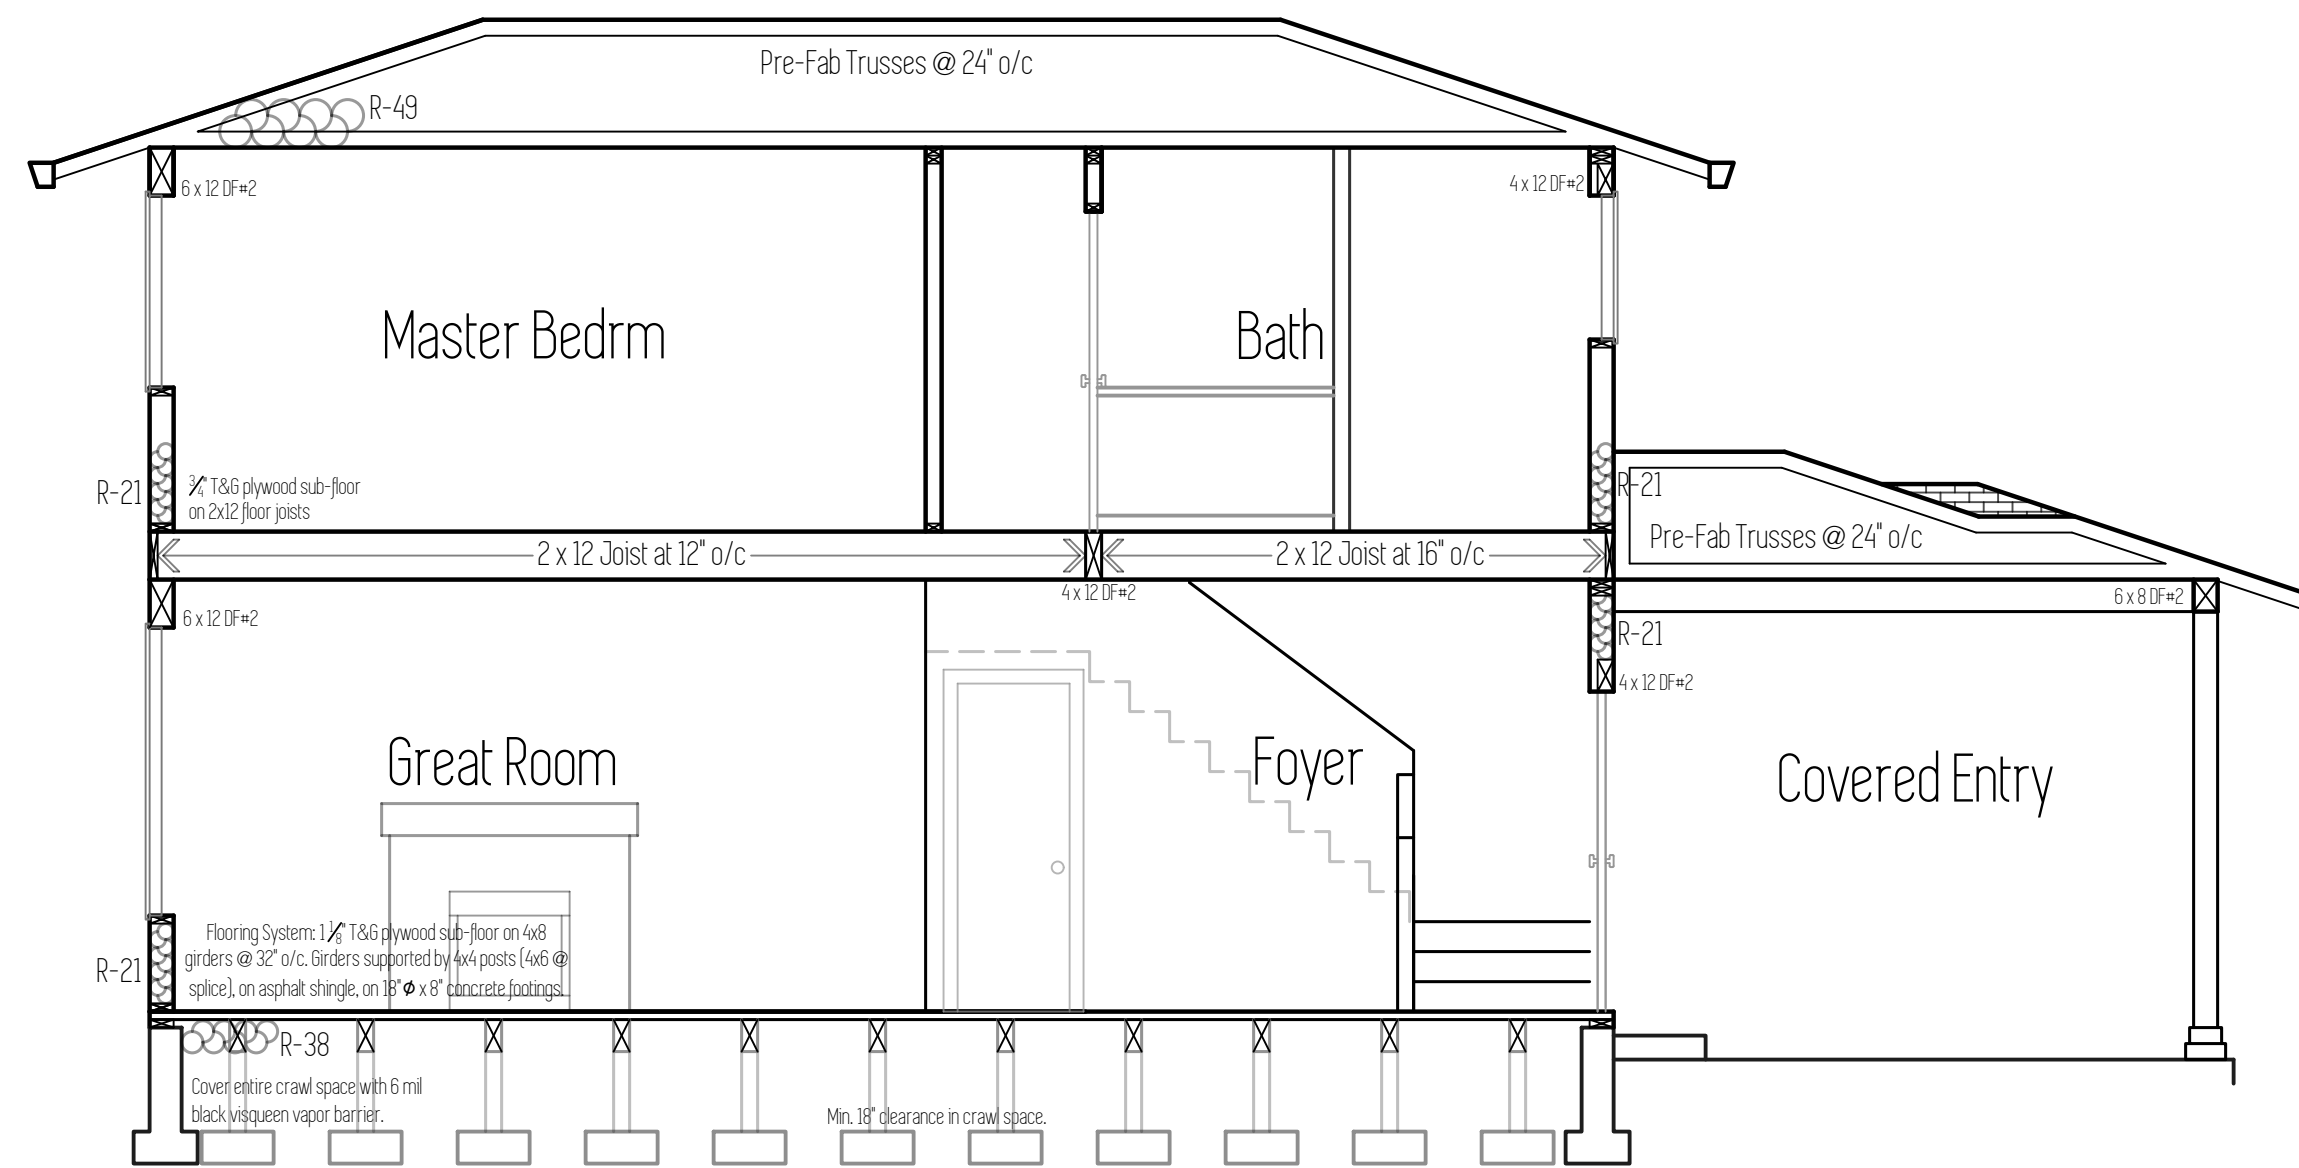 Pre-Fab Trusses @ 24" o/c
R-49
6 x 12 DF#2
4 x 12 DF#2
Master Bedrm
Bath
R-21
3/4" T&G plywood sub-floor
on 2x12 floor joists
R-21
Pre-Fab Trusses @ 24" o/c
2 x 12 Joist at 12" o/c
2 x 12 Joist at 16" o/c
4 x 12 DF#2
6 x 8 DF#2
6 x 12 DF#2
R-21
4 x 12 DF#2
Great Room
Foyer
Covered Entry
R-21
Flooring System: 1 1/8" T&G plywood sub-floor on 4x8
girders @ 32" o/c. Girders supported by 4x4 posts (4x6 @
splice), on asphalt shingle, on 18"Φ x 8" concrete footings.
R-38
Cover entire crawl space with 6 mil
black visqueen vapor barrier.
Min. 18" clearance in crawl space.